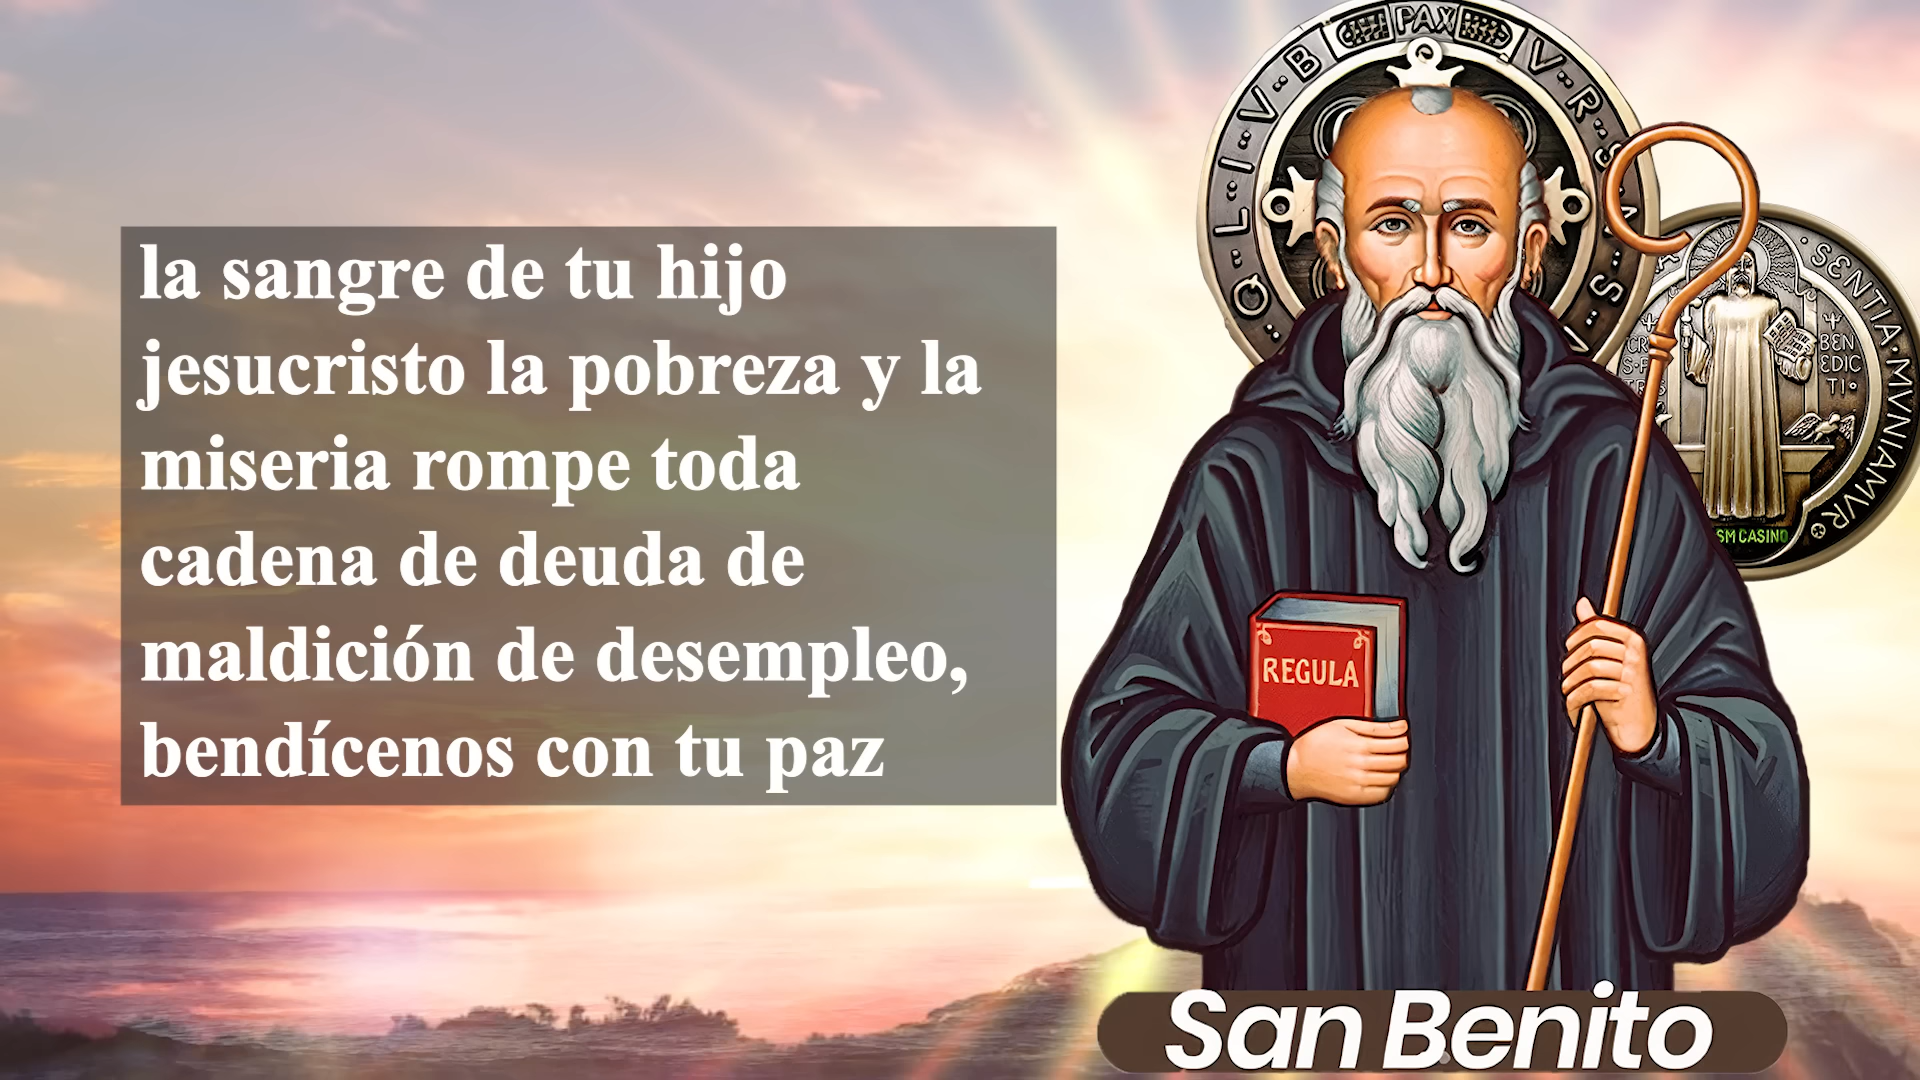 la sangre de tu hijo
jesucristo la pobreza y la
miseria rompe toda
cadena de deuda de
maldición de desempleo,
bendícenos con tu paz
PAX
V·R·S
Q·L·I·V·B
SENTIA·MVNIAMVR
BEN
EDIC
TI
SM CASINO
REGULA
San Benito